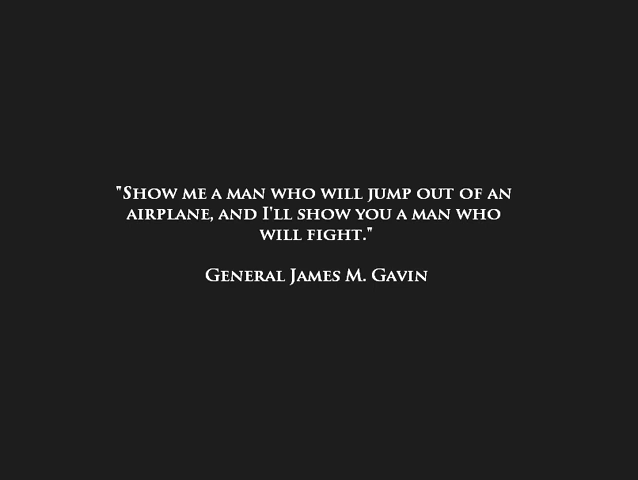 "Show me a man who will jump out of an
airplane, and I'll show you a man who
will fight."
General James M. Gavin